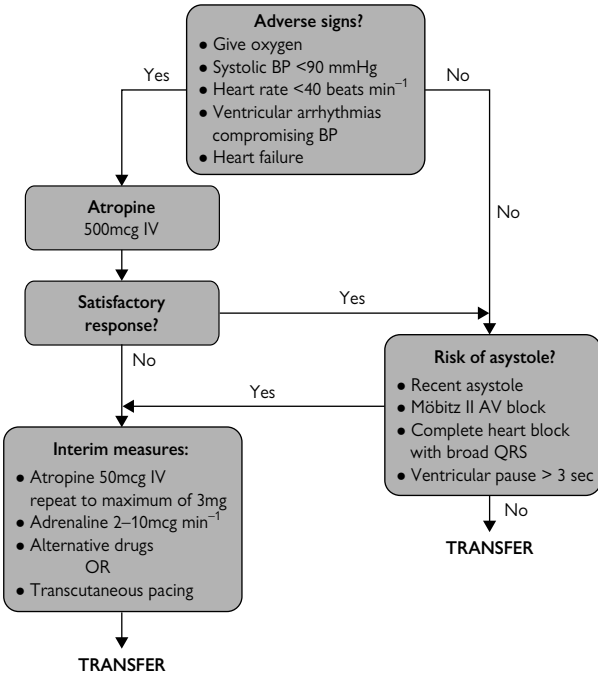 Adverse signs?
● Give oxygen
● Systolic BP <90 mmHg
● Heart rate <40 beats min⁻¹
● Ventricular arrhythmias
compromising BP
● Heart failure
Yes
No
Atropine
500mcg IV
No
Satisfactory
response?
Yes
No
Risk of asystole?
● Recent asystole
● Möbitz II AV block
● Complete heart block
with broad QRS
● Ventricular pause > 3 sec
Yes
Interim measures:
● Atropine 50mcg IV
repeat to maximum of 3mg
● Adrenaline 2–10mcg min⁻¹
● Alternative drugs
OR
● Transcutaneous pacing
No
TRANSFER
TRANSFER